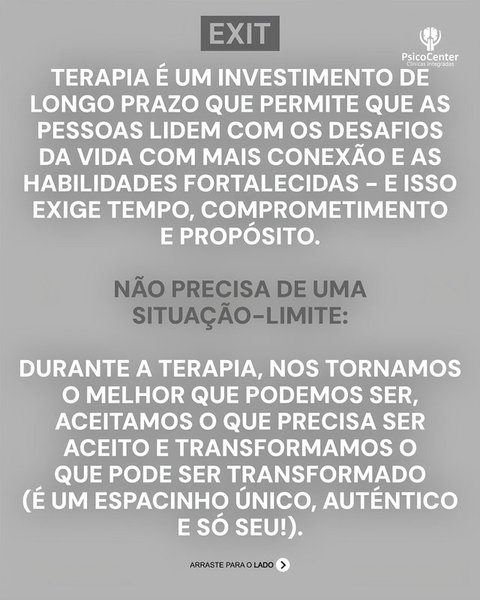 EXIT
PsicoCenter
Clínicas Integradas
TERAPIA É UM INVESTIMENTO DE
LONGO PRAZO QUE PERMITE QUE AS
PESSOAS LIDEM COM OS DESAFIOS
DA VIDA COM MAIS CONEXÃO E AS
HABILIDADES FORTALECIDAS - E ISSO
EXIGE TEMPO, COMPROMETIMENTO
E PROPÓSITO.
NÃO PRECISA DE UMA
SITUAÇÃO-LIMITE:
DURANTE A TERAPIA, NOS TORNAMOS
O MELHOR QUE PODEMOS SER,
ACEITAMOS O QUE PRECISA SER
ACEITO E TRANSFORMAMOS O
QUE PODE SER TRANSFORMADO
(É UM ESPACINHO ÚNICO, AUTÉNTICO
E SÓ SEU!).
ARRASTE PARA O LADO